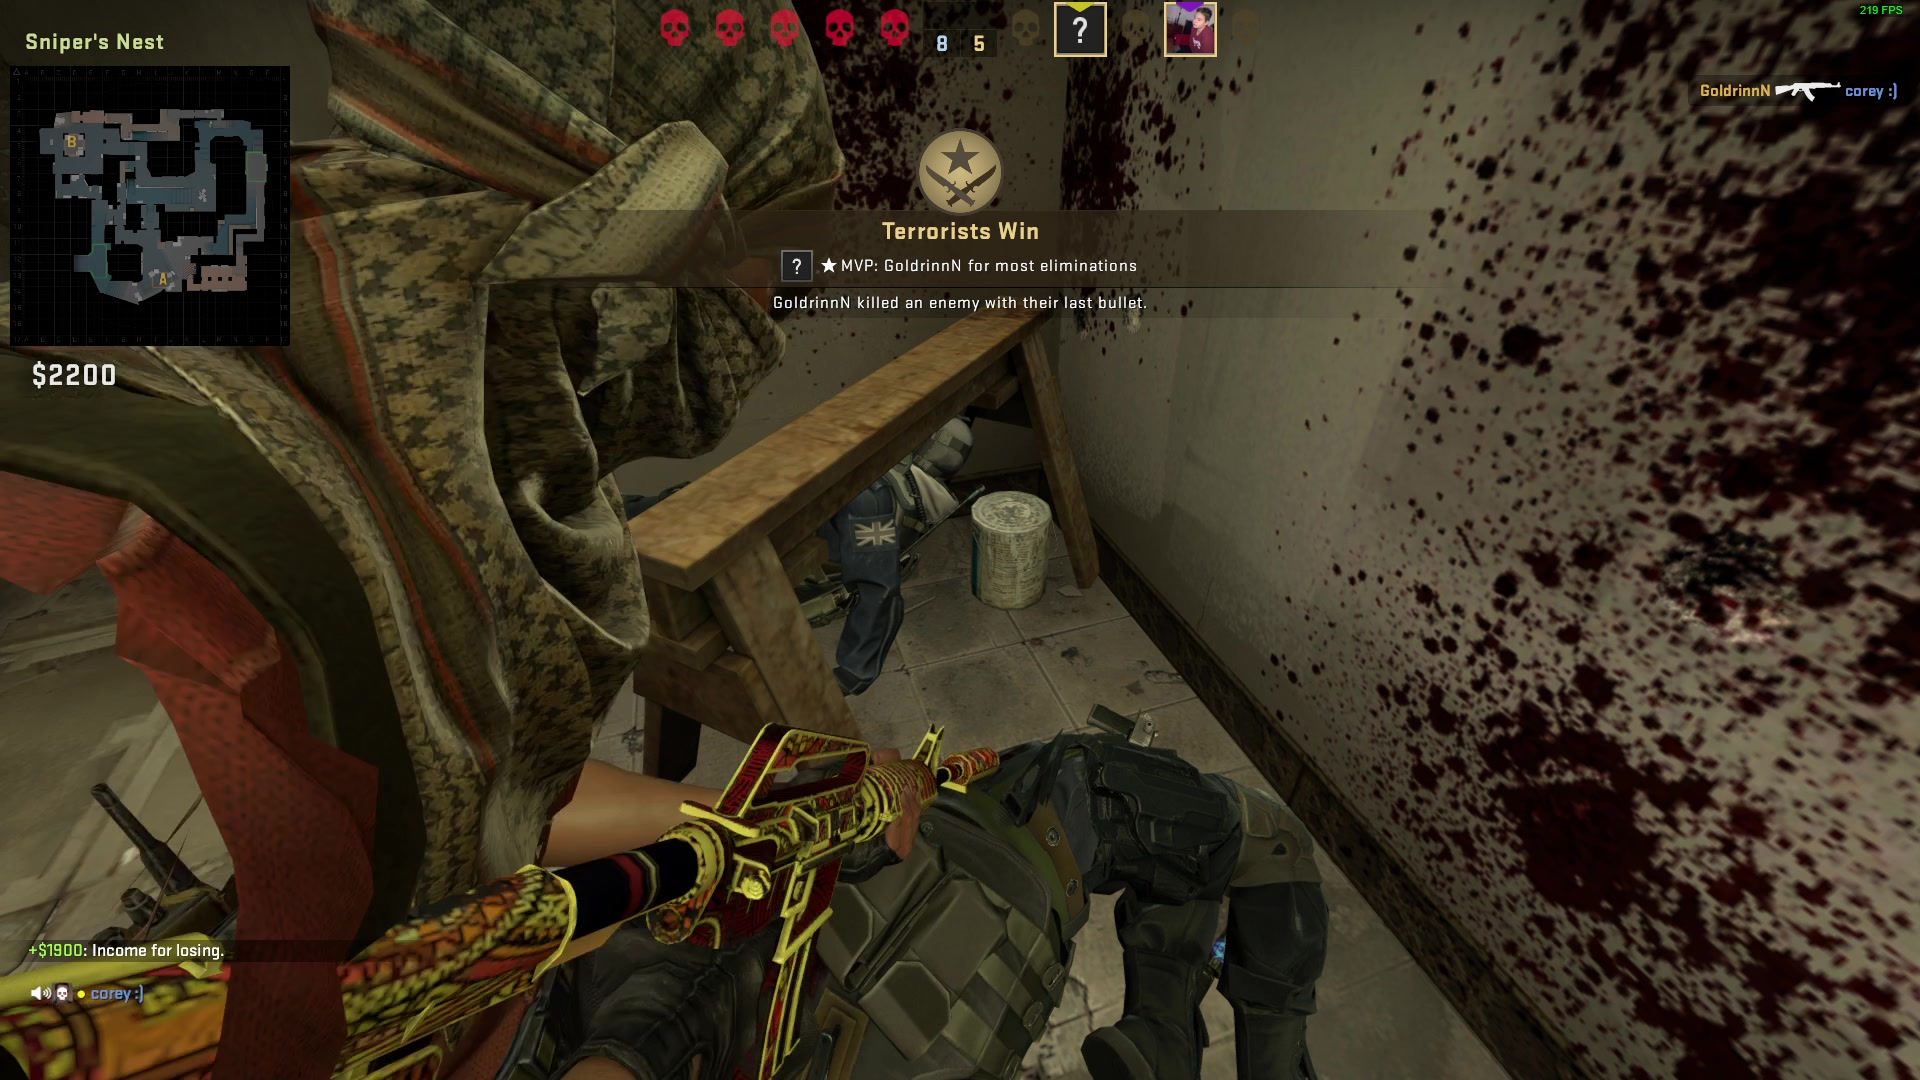 219 FPS
Sniper's Nest
8 5
?
GoldrinnN corey :)
B
A
Terrorists Win
? MVP: GoldrinnN for most eliminations
GoldrinnN killed an enemy with their last bullet.
$2200
+$1900: Income for losing.
corey :)